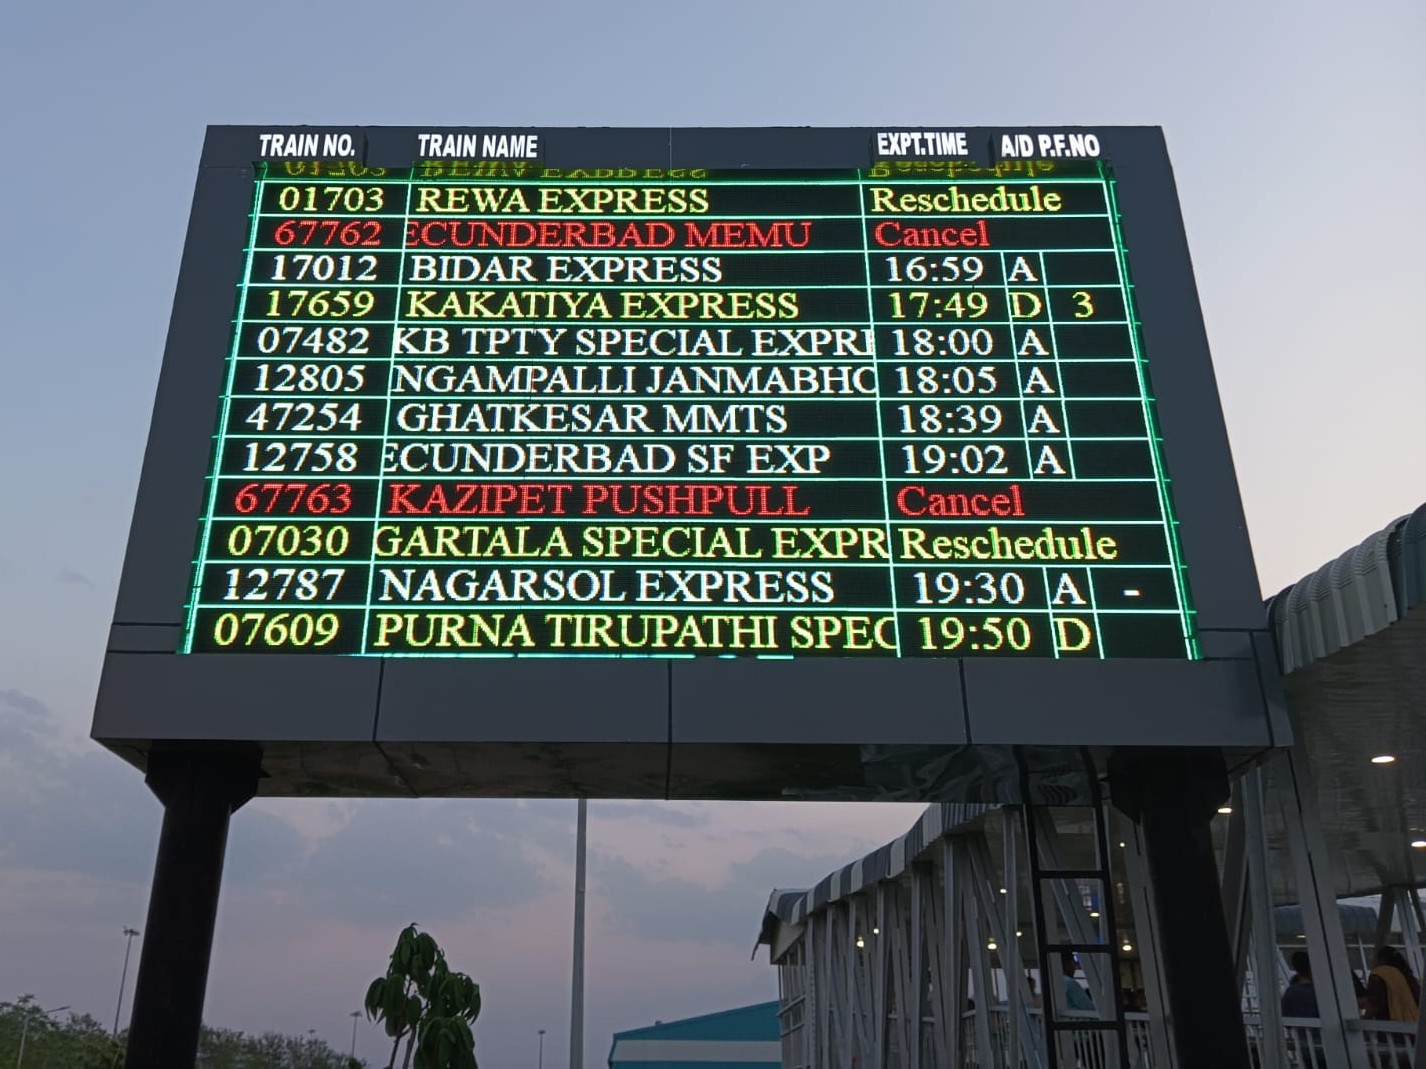 TRAIN NO. TRAIN NAME EXPT.TIME A/D P.F.NO
01703 REWA EXPRESS Reschedule
67762 ECUNDERBAD MEMU Cancel
17012 BIDAR EXPRESS 16:59 A
17659 KAKATIYA EXPRESS 17:49 D 3
07482 KB TPTY SPECIAL EXPRI 18:00 A
12805 NGAMPALLI JANMABHO 18:05 A
47254 GHATKESAR MMTS 18:39 A
12758 ECUNDERBAD SF EXP 19:02 A
67763 KAZIPET PUSHPULL Cancel
07030 GARTALA SPECIAL EXPR Reschedule
12787 NAGARSOL EXPRESS 19:30 A -
07609 PURNA TIRUPATHI SPEC 19:50 D